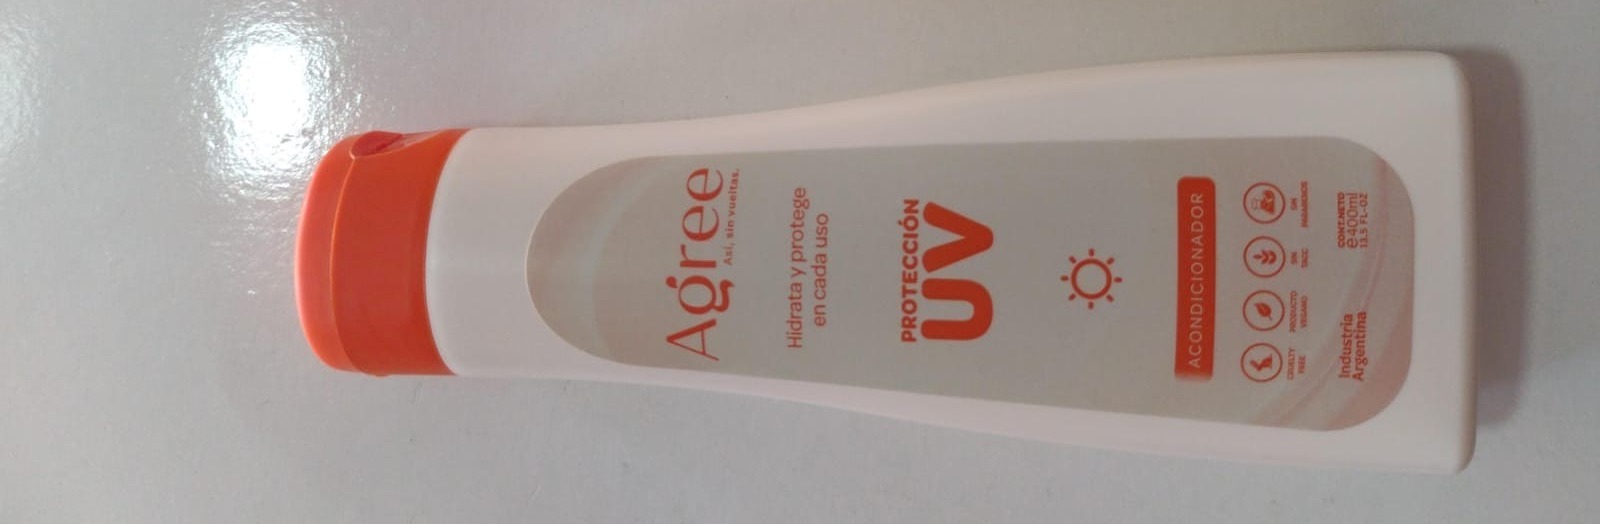 Agree
Así, sin vueltas.
Hidrata y protege
en cada uso
PROTECCIÓN
UV
ACONDICIONADOR
CRUELTY
FREE
PRODUCTO
VEGANO
SIN
TACC
SIN
PARABENOS
Industria
Argentina
CONT.NETO
e400ml
13.5 FL-OZ